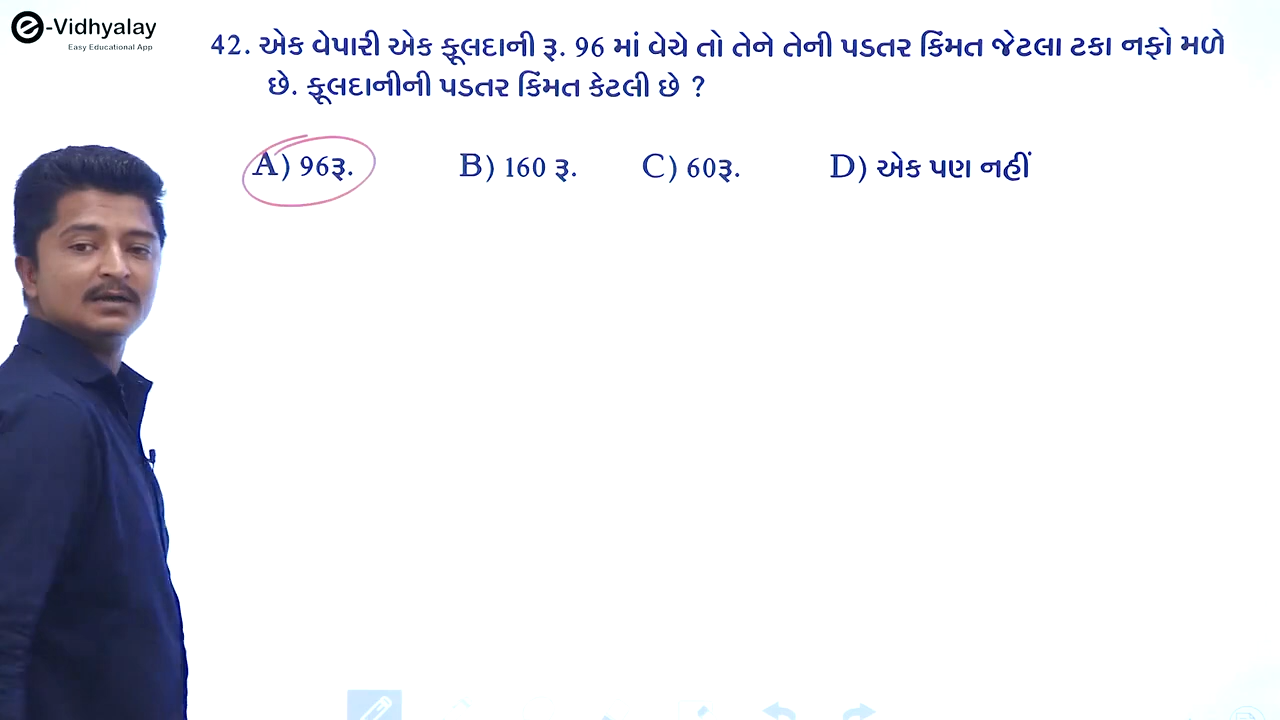 e-Vidhyalay
Easy Educational App
42. એક વેપારી એક ફૂલદાની રૂ. 96 માં વેચે તો તેને તેની પડતર કિંમત જેટલા ટકા નફો મળે
છે. ફૂલદાનીની પડતર કિંમત કેટલી છે ?
A) 96રૂ. B) 160 રૂ. C) 60રૂ. D) એક પણ નહીં